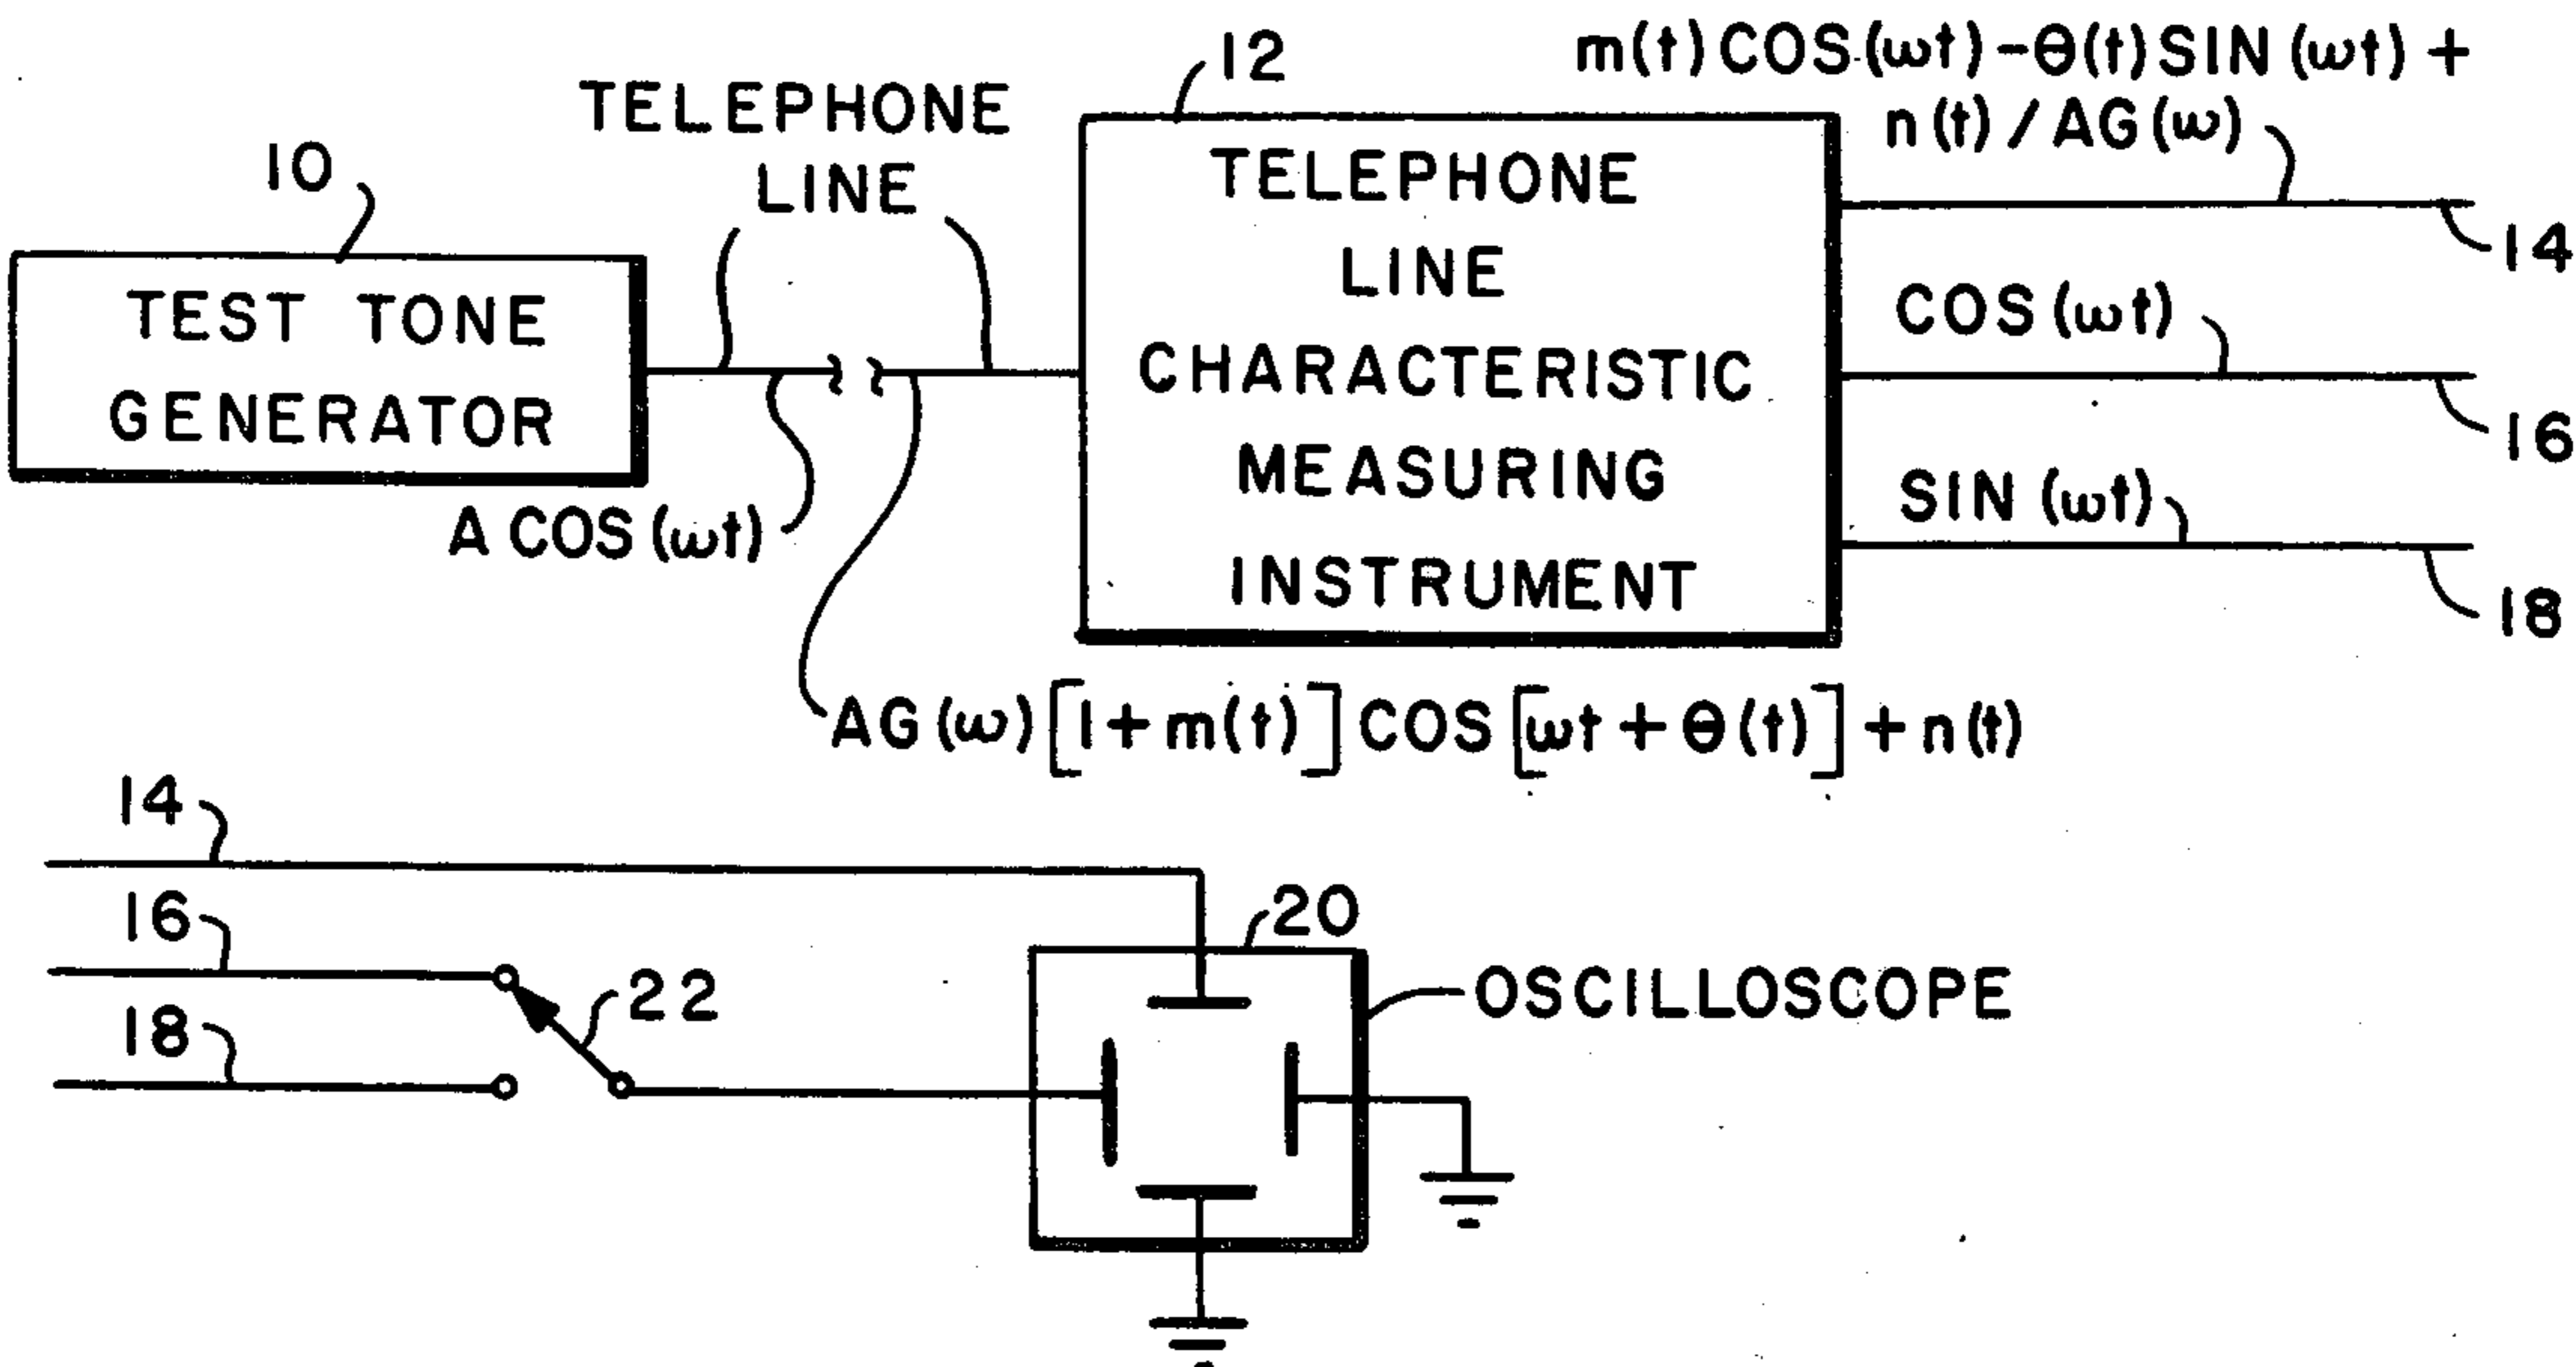 12
m(t) COS (ωt) - θ(t) SIN (ωt) +
n(t) / AG(ω)
TELEPHONE
LINE
10
TEST TONE
GENERATOR
A COS (ωt)
TELEPHONE
LINE
CHARACTERISTIC
MEASURING
INSTRUMENT
14
COS (ωt)
16
SIN (ωt)
18
AG(ω) [1 + m(t)] COS [ωt + θ(t)] + n(t)
14
16
18
22
20
OSCILLOSCOPE